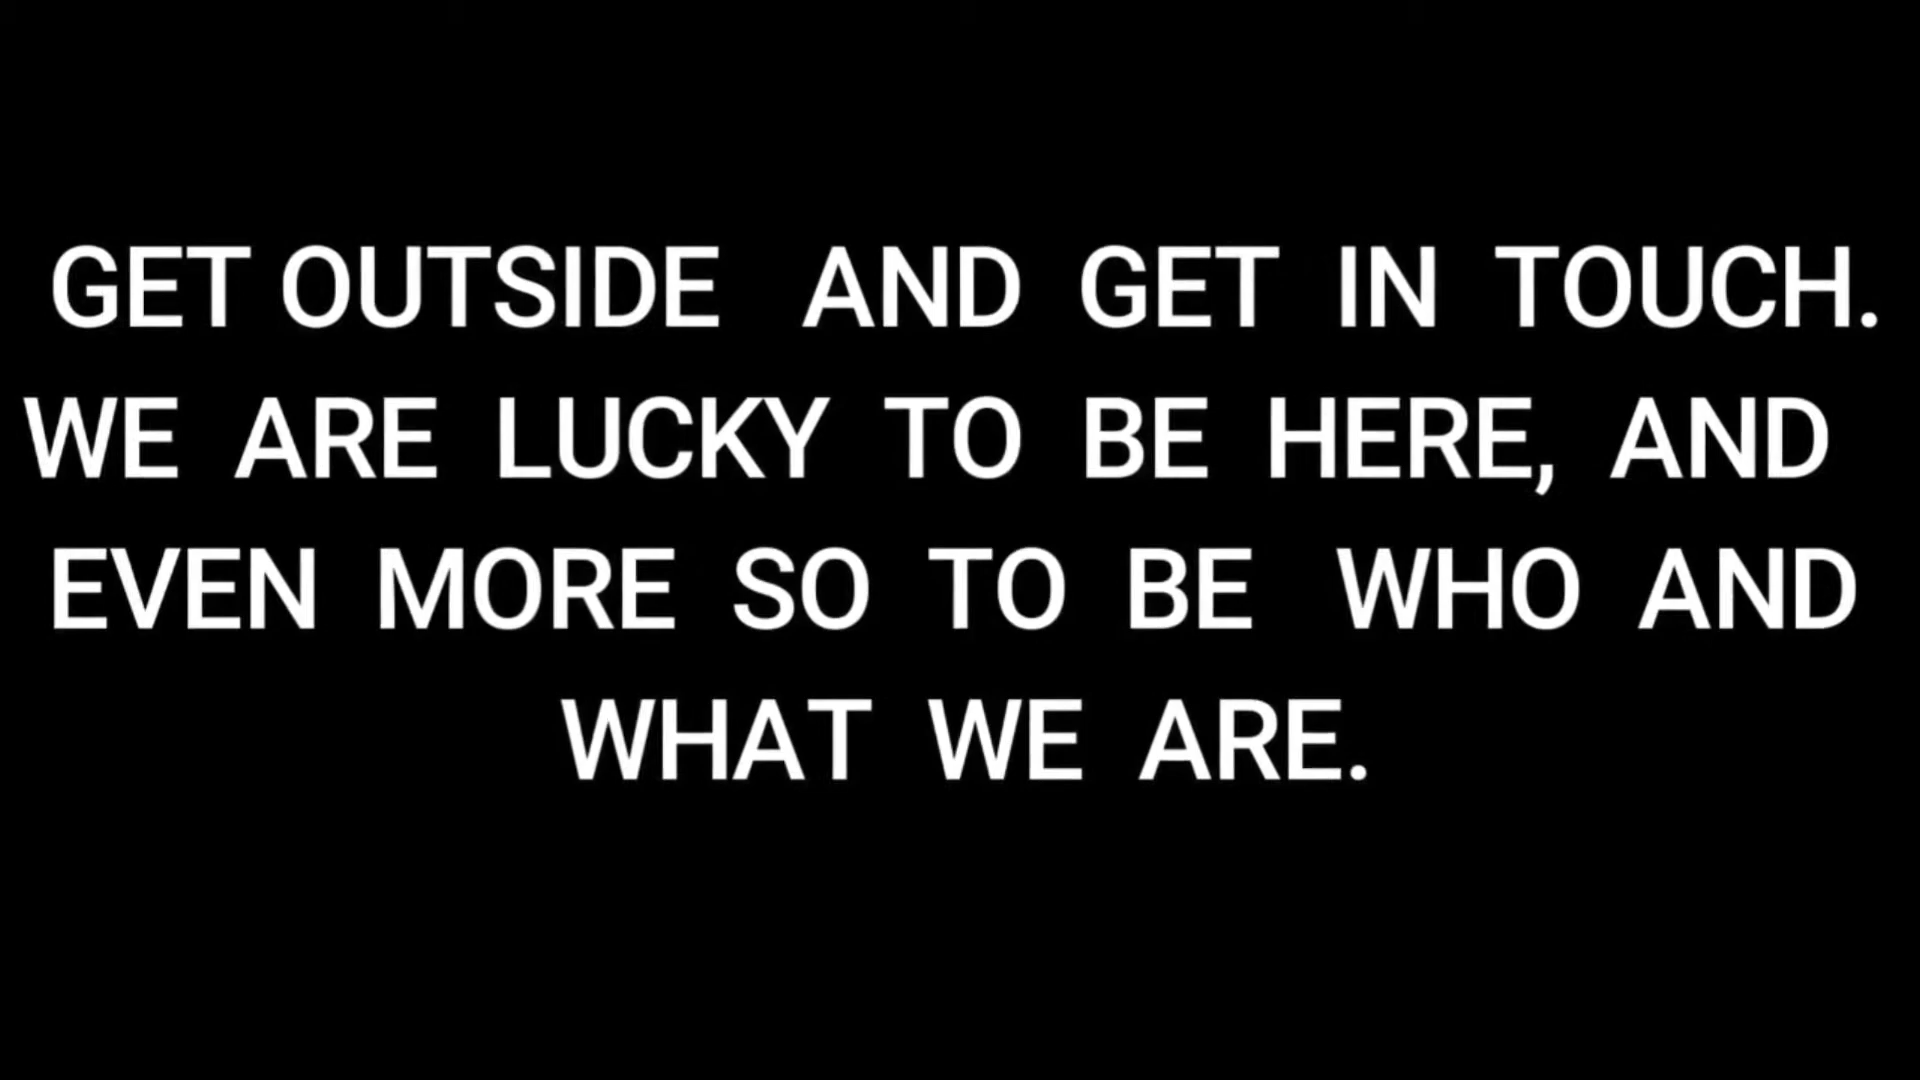 GET OUTSIDE AND GET IN TOUCH.
WE ARE LUCKY TO BE HERE, AND
EVEN MORE SO TO BE WHO AND
WHAT WE ARE.